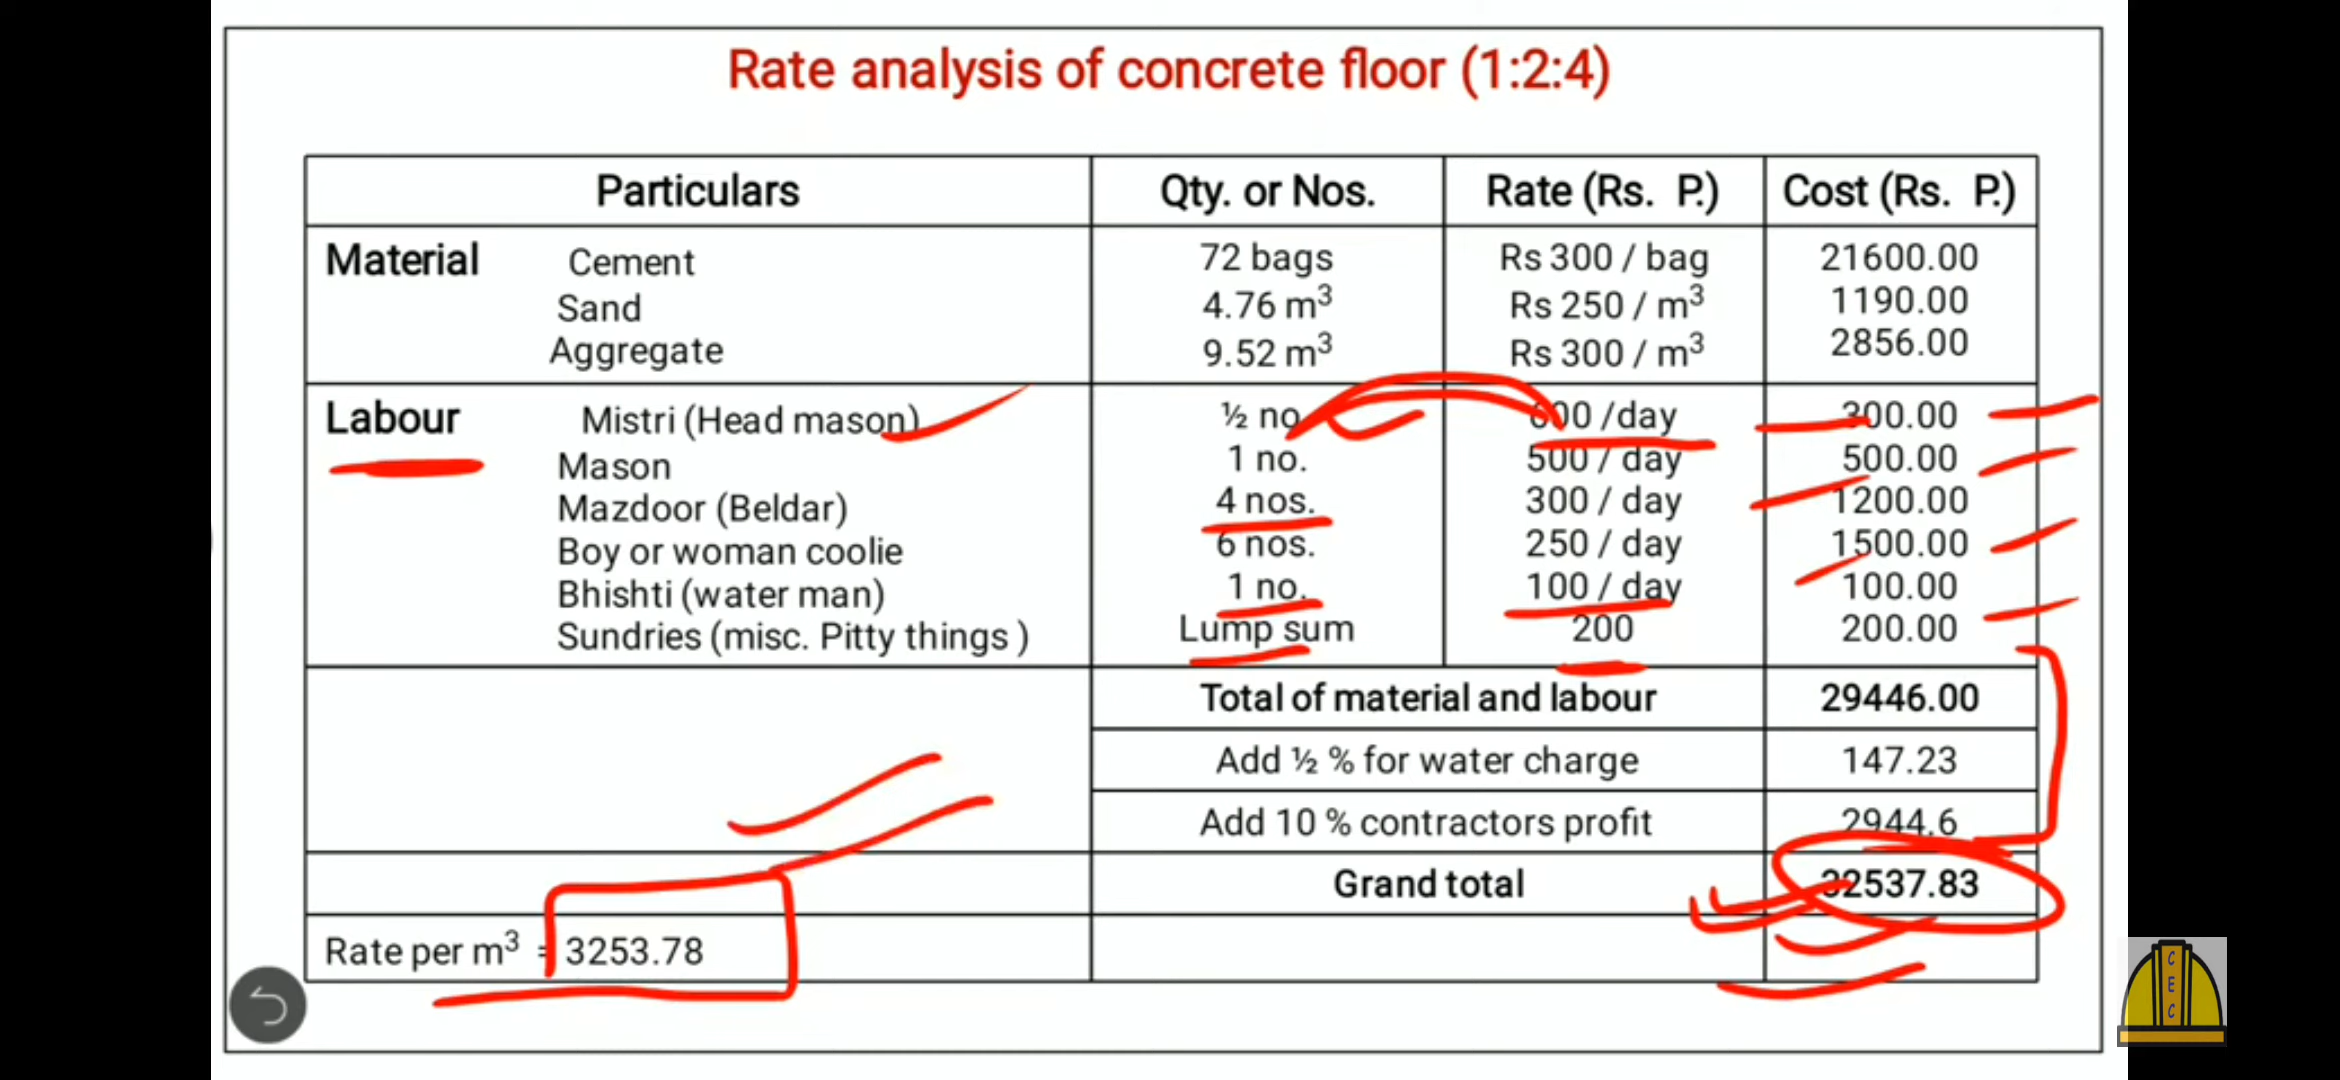 Rate analysis of concrete floor (1:2:4)
Particulars Qty. or Nos. Rate (Rs. P.) Cost (Rs. P.)
Material Cement 72 bags Rs 300 / bag 21600.00
Sand 4.76 m³ Rs 250 / m³ 1190.00
Aggregate 9.52 m³ Rs 300 / m³ 2856.00
Labour Mistri (Head mason) ½ no 600 /day 300.00
Mason 1 no. 500 / day 500.00
Mazdoor (Beldar) 4 nos. 300 / day 1200.00
Boy or woman coolie 6 nos. 250 / day 1500.00
Bhishti (water man) 1 no. 100 / day 100.00
Sundries (misc. Pitty things ) Lump sum 200 200.00
Total of material and labour 29446.00
Add ½ % for water charge 147.23
Add 10 % contractors profit 2944.6
Grand total 32537.83
Rate per m³ = 3253.78
CEC